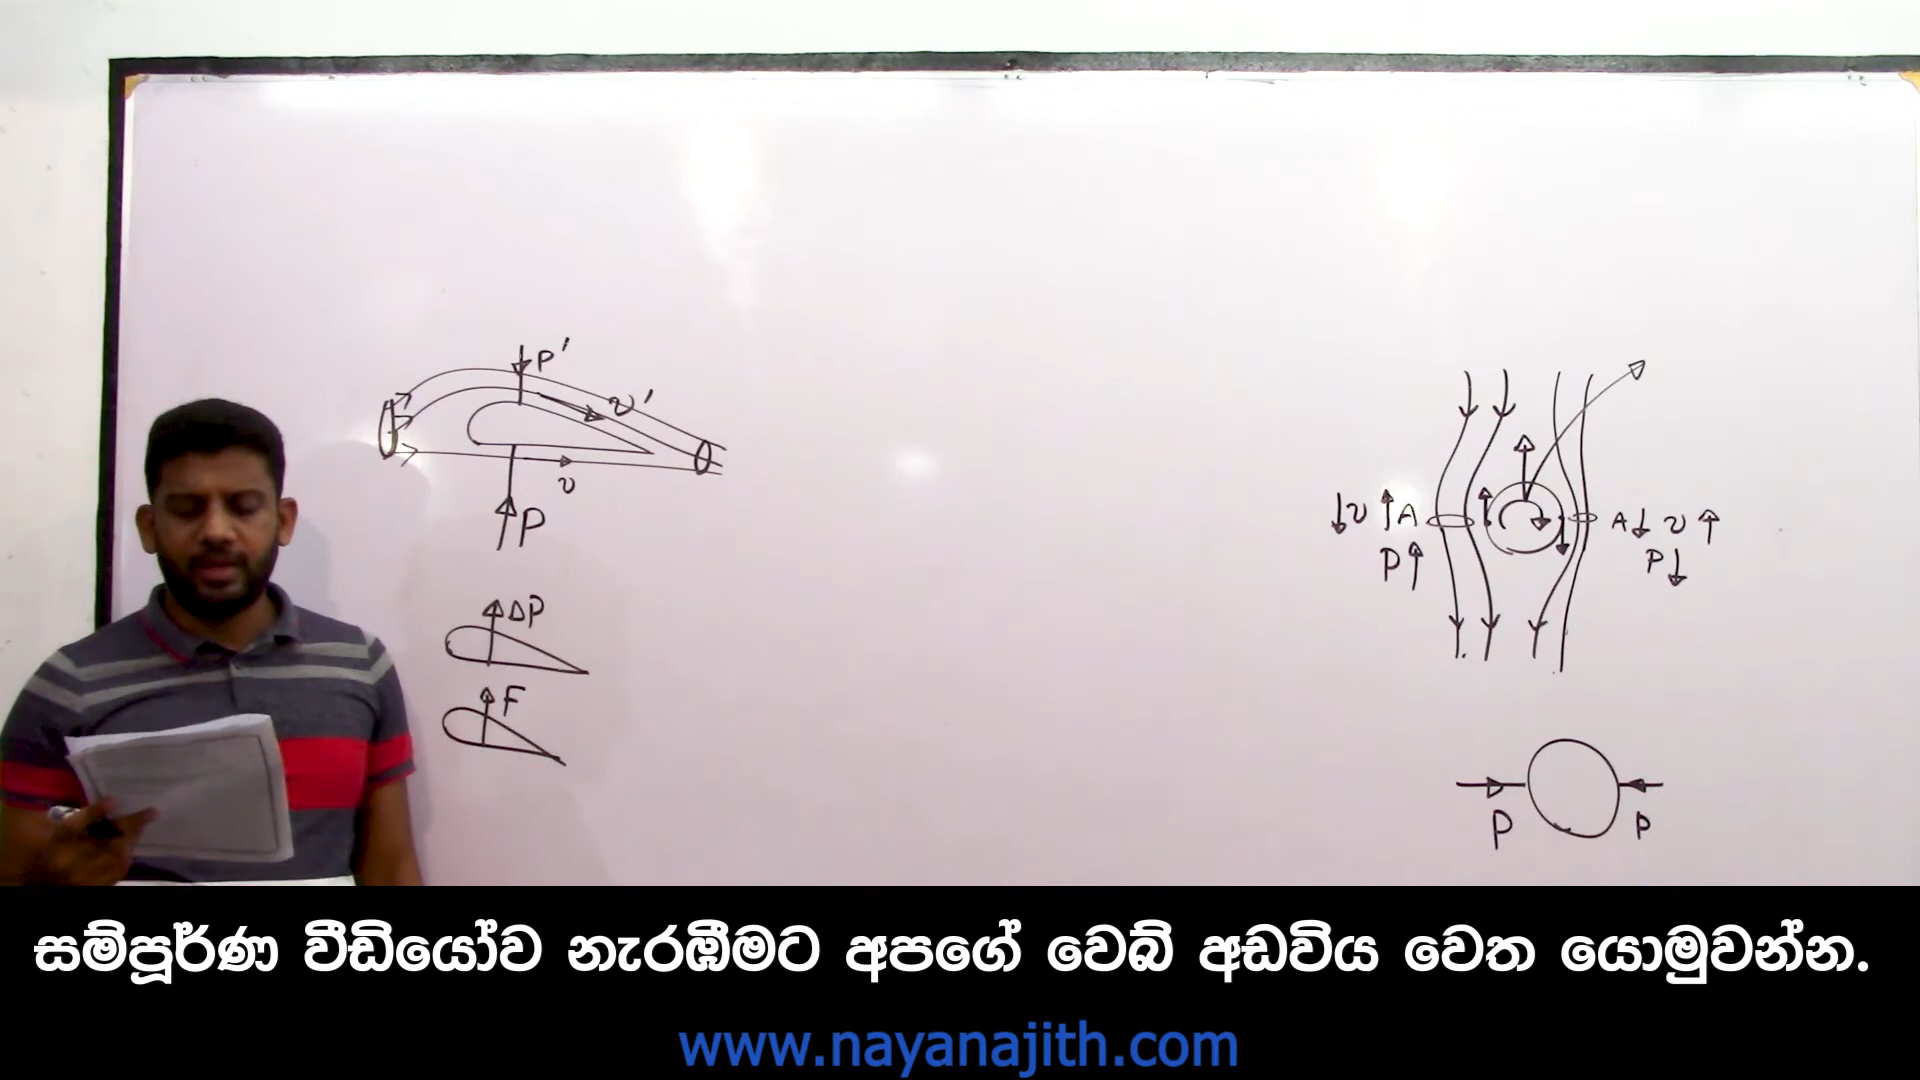 P'
v'
v
P
ΔP
F
↓v ↑A
P↑
A↓ v↑
P↓
P
P
සම්පූර්ණ වීඩියෝව නැරඹීමට අපගේ වෙබ් අඩවිය වෙත යොමුවන්න.
www.nayanajith.com